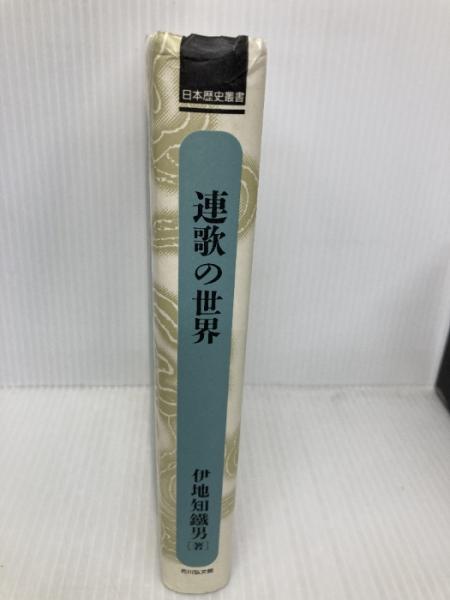 日本歴史叢書
連歌の世界
伊地知鐵男〔著〕
吉川弘文館